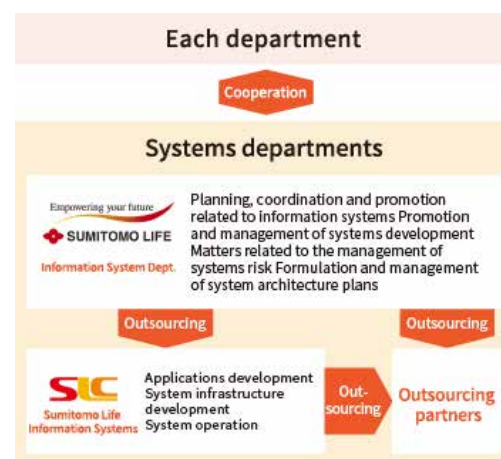 Each department
Cooperation
Systems departments
Empowering your future
SUMITOMO LIFE
Information System Dept.
Planning, coordination and promotion
related to information systems Promotion
and management of systems development
Matters related to the management of
systems risk Formulation and management
of system architecture plans
Outsourcing
Outsourcing
SLC
Sumitomo Life
Information Systems
Applications development
System infrastructure
development
System operation
Out-
sourcing
Outsourcing
partners